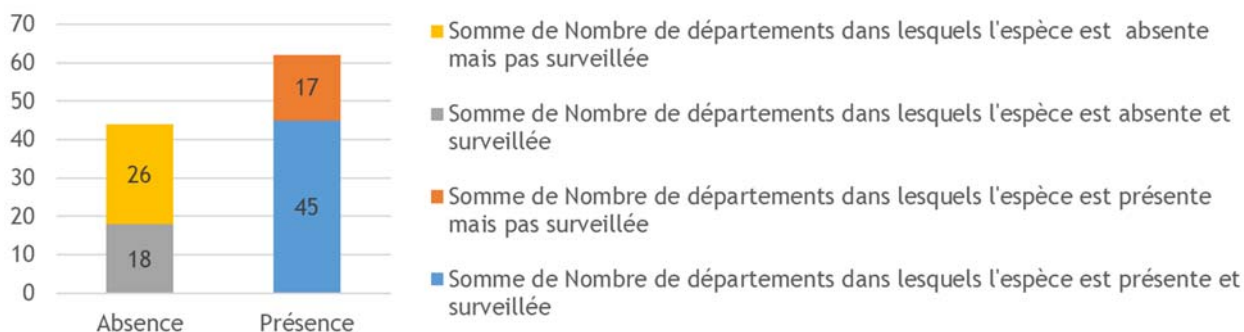 70
60
50
40
30
20
10
0
26
18
17
45
Absence
Présence
Somme de Nombre de départements dans lesquels l'espèce est absente
mais pas surveillée
Somme de Nombre de départements dans lesquels l'espèce est absente et
surveillée
Somme de Nombre de départements dans lesquels l'espèce est présente
mais pas surveillée
Somme de Nombre de départements dans lesquels l'espèce est présente et
surveillée